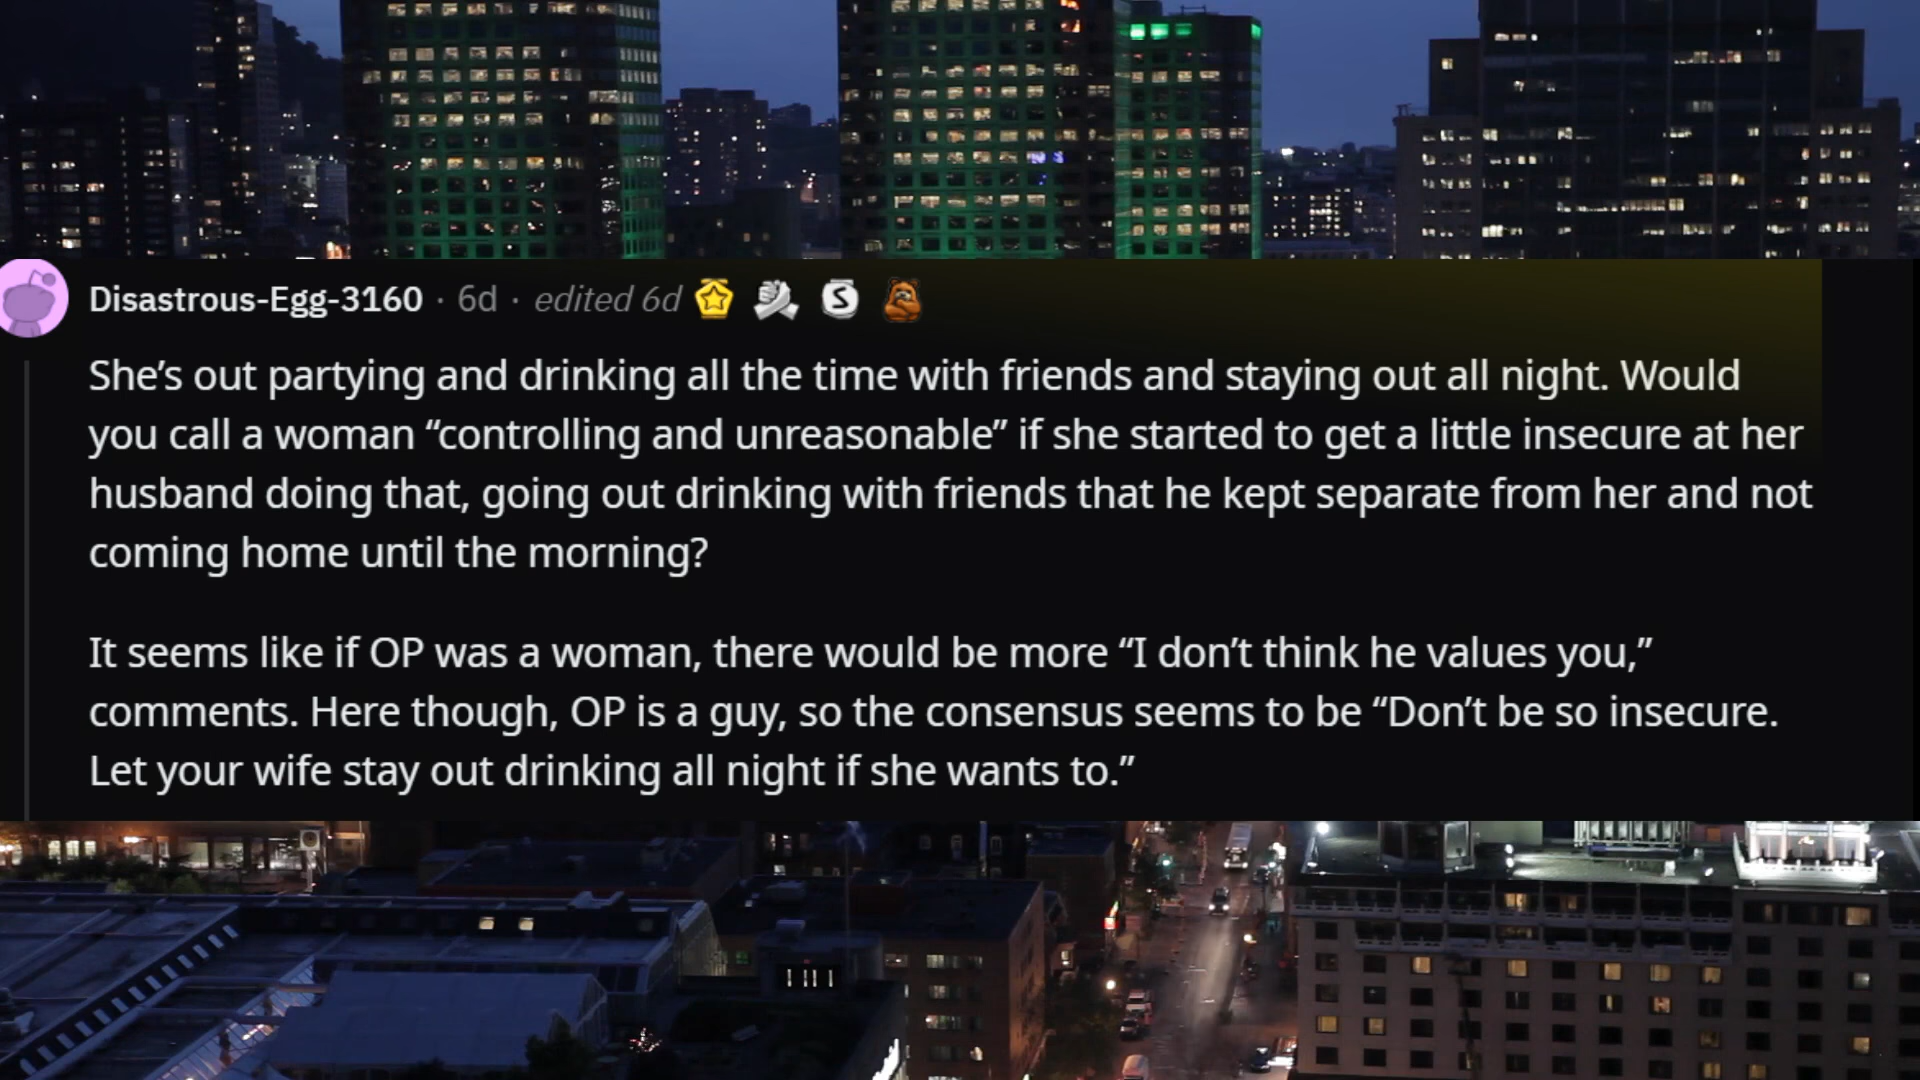 Disastrous-Egg-3160 · 6d · edited 6d
She’s out partying and drinking all the time with friends and staying out all night. Would
you call a woman “controlling and unreasonable” if she started to get a little insecure at her
husband doing that, going out drinking with friends that he kept separate from her and not
coming home until the morning?
It seems like if OP was a woman, there would be more “I don’t think he values you,”
comments. Here though, OP is a guy, so the consensus seems to be “Don’t be so insecure.
Let your wife stay out drinking all night if she wants to.”